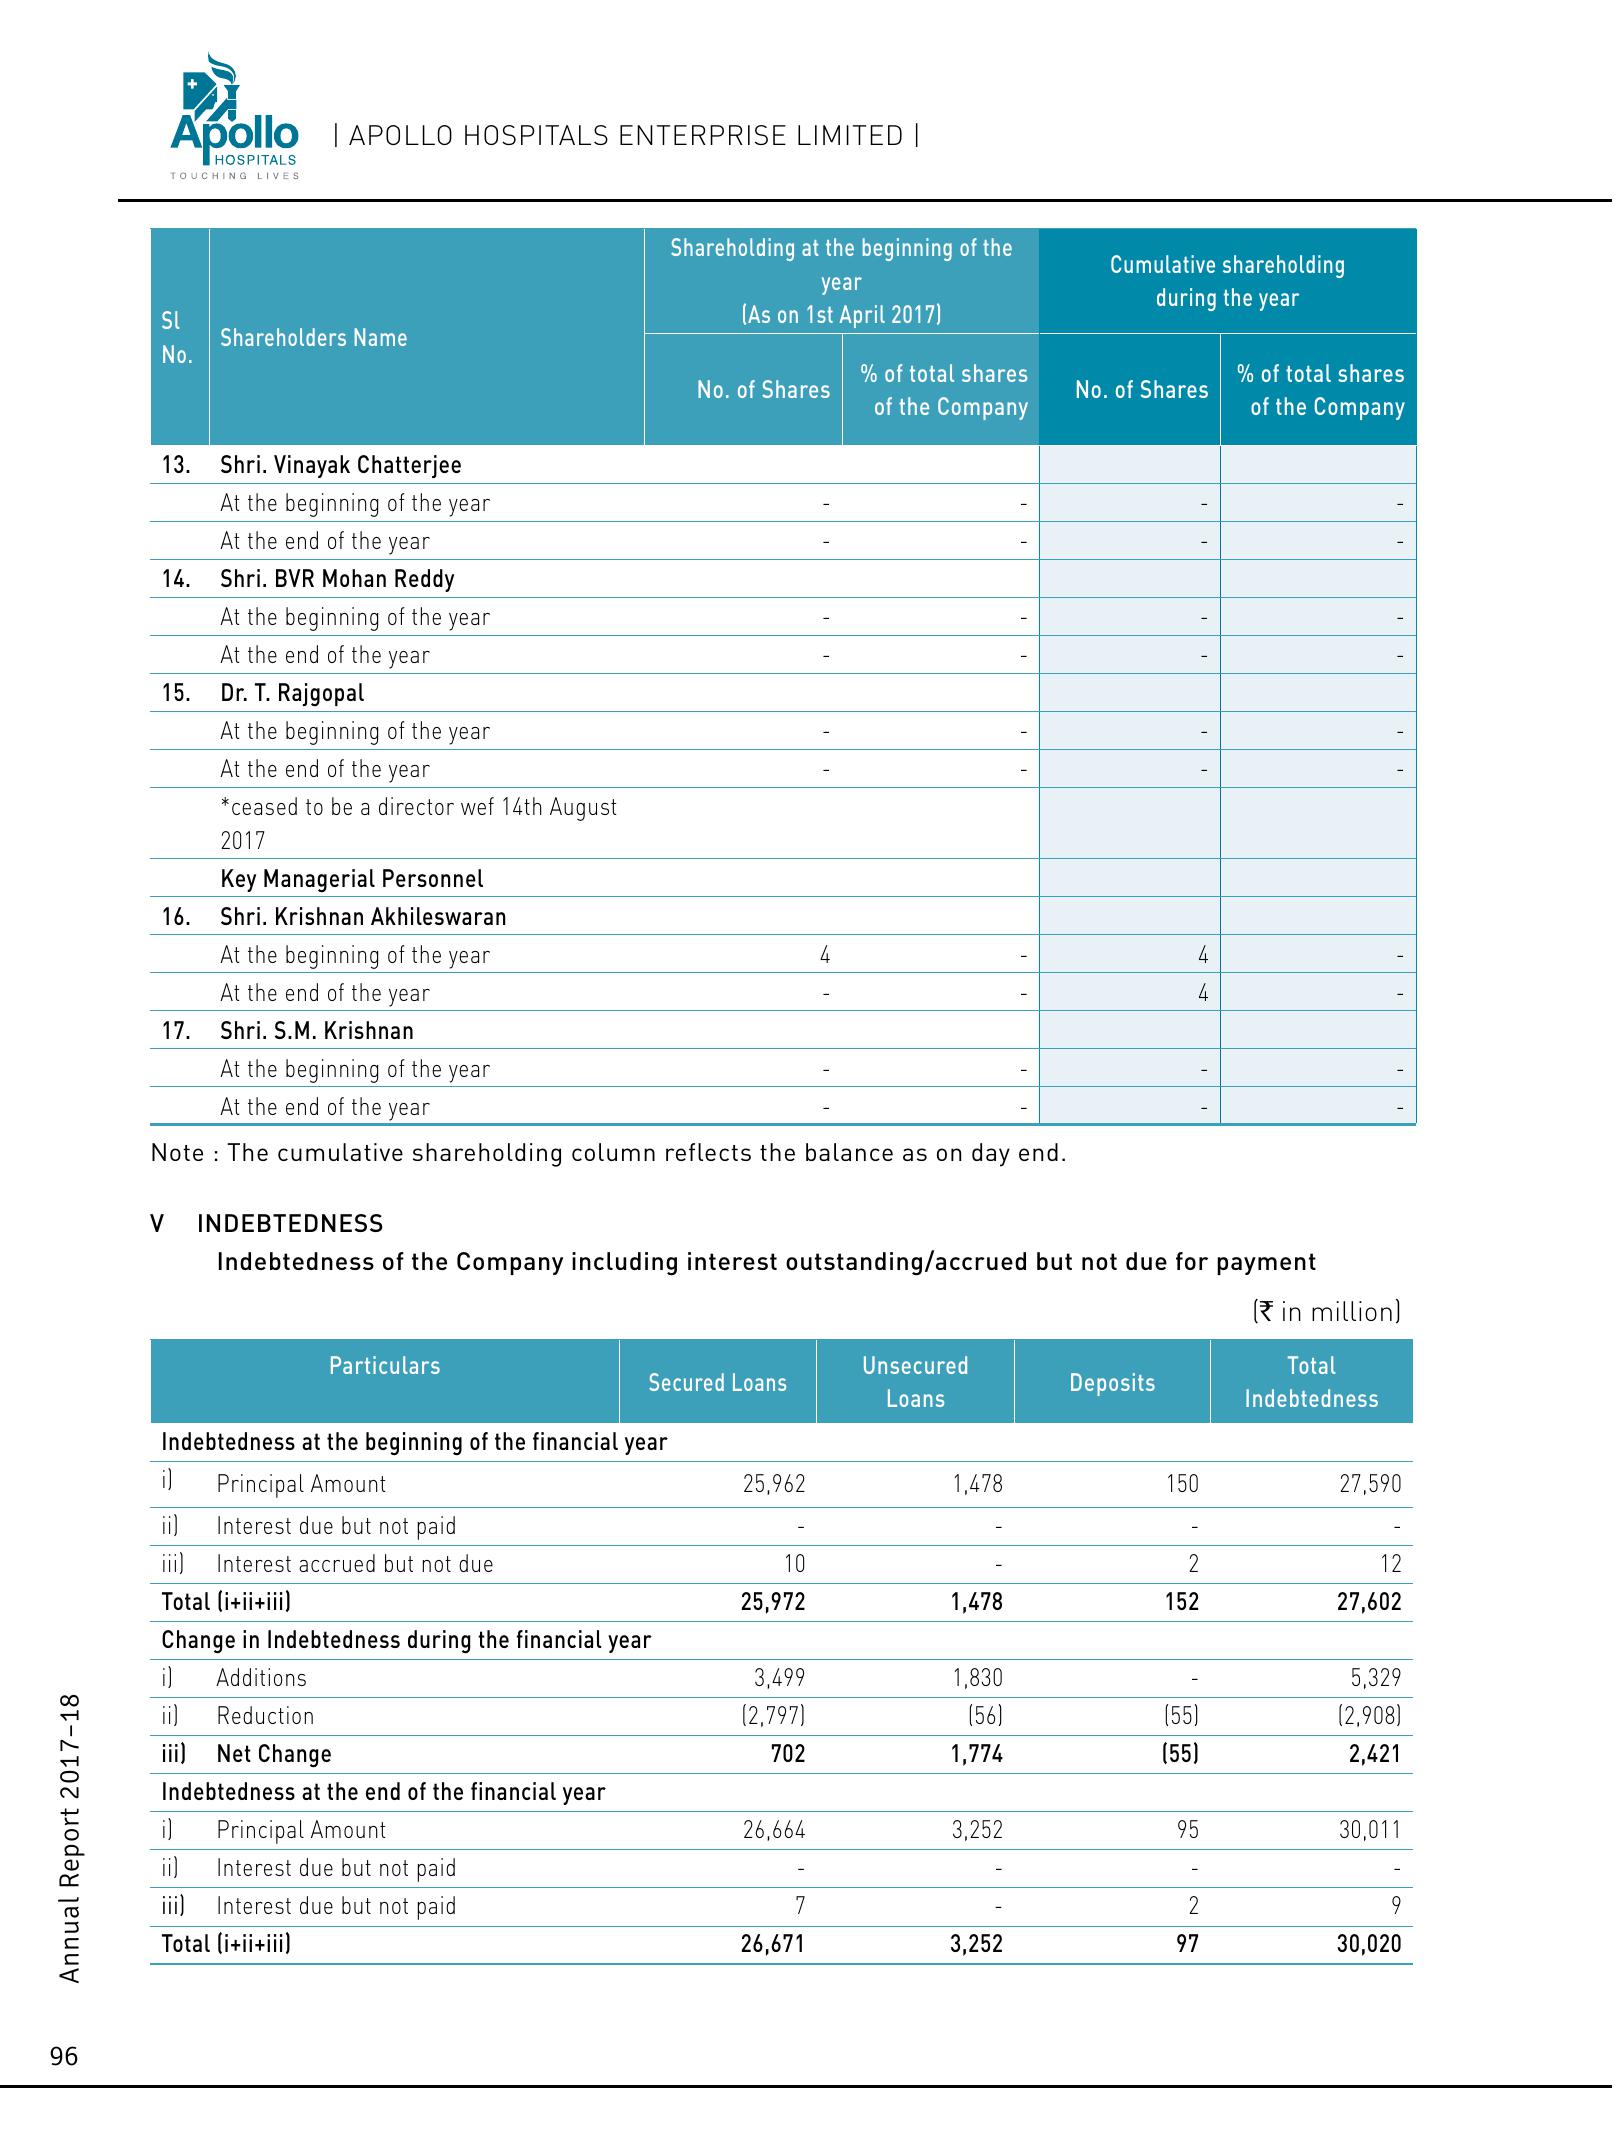 Apollo
HOSPITALS
TOUCHING LIVES
| APOLLO HOSPITALS ENTERPRISE LIMITED |
Sl No. Shareholders Name Shareholding at the beginning of the year (As on 1st April 2017) Cumulative shareholding during the year
No. of Shares % of total shares of the Company No. of Shares % of total shares of the Company
13. Shri. Vinayak Chatterjee
At the beginning of the year - - - -
At the end of the year - - - -
14. Shri. BVR Mohan Reddy
At the beginning of the year - - - -
At the end of the year - - - -
15. Dr. T. Rajgopal
At the beginning of the year - - - -
At the end of the year - - - -
*ceased to be a director wef 14th August
2017
Key Managerial Personnel
16. Shri. Krishnan Akhileswaran
At the beginning of the year 4 - 4 -
At the end of the year - - 4 -
17. Shri. S.M. Krishnan
At the beginning of the year - - - -
At the end of the year - - - -
Note : The cumulative shareholding column reflects the balance as on day end.
V INDEBTEDNESS
Indebtedness of the Company including interest outstanding/accrued but not due for payment
(₹ in million)
Particulars Secured Loans Unsecured Loans Deposits Total Indebtedness
Indebtedness at the beginning of the financial year
i) Principal Amount 25,962 1,478 150 27,590
ii) Interest due but not paid - - - -
iii) Interest accrued but not due 10 - 2 12
Total (i+ii+iii) 25,972 1,478 152 27,602
Change in Indebtedness during the financial year
i) Additions 3,499 1,830 - 5,329
ii) Reduction (2,797) (56) (55) (2,908)
iii) Net Change 702 1,774 (55) 2,421
Indebtedness at the end of the financial year
i) Principal Amount 26,664 3,252 95 30,011
ii) Interest due but not paid - - - -
iii) Interest due but not paid 7 - 2 9
Total (i+ii+iii) 26,671 3,252 97 30,020
Annual Report 2017-18
96